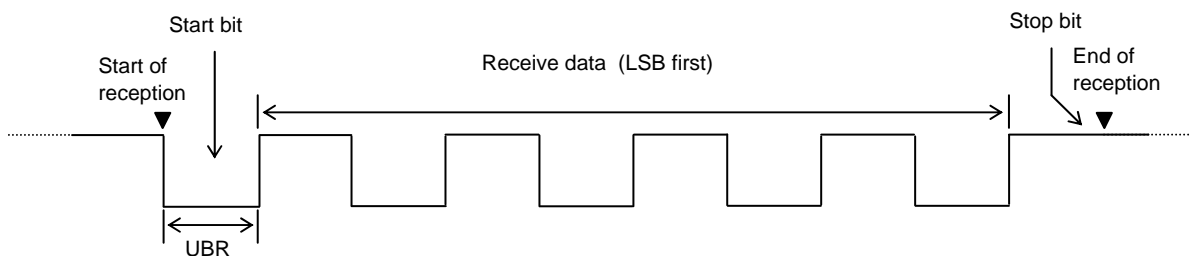 Start bit
Stop bit
Start of
reception
Receive data (LSB first)
End of
reception
UBR